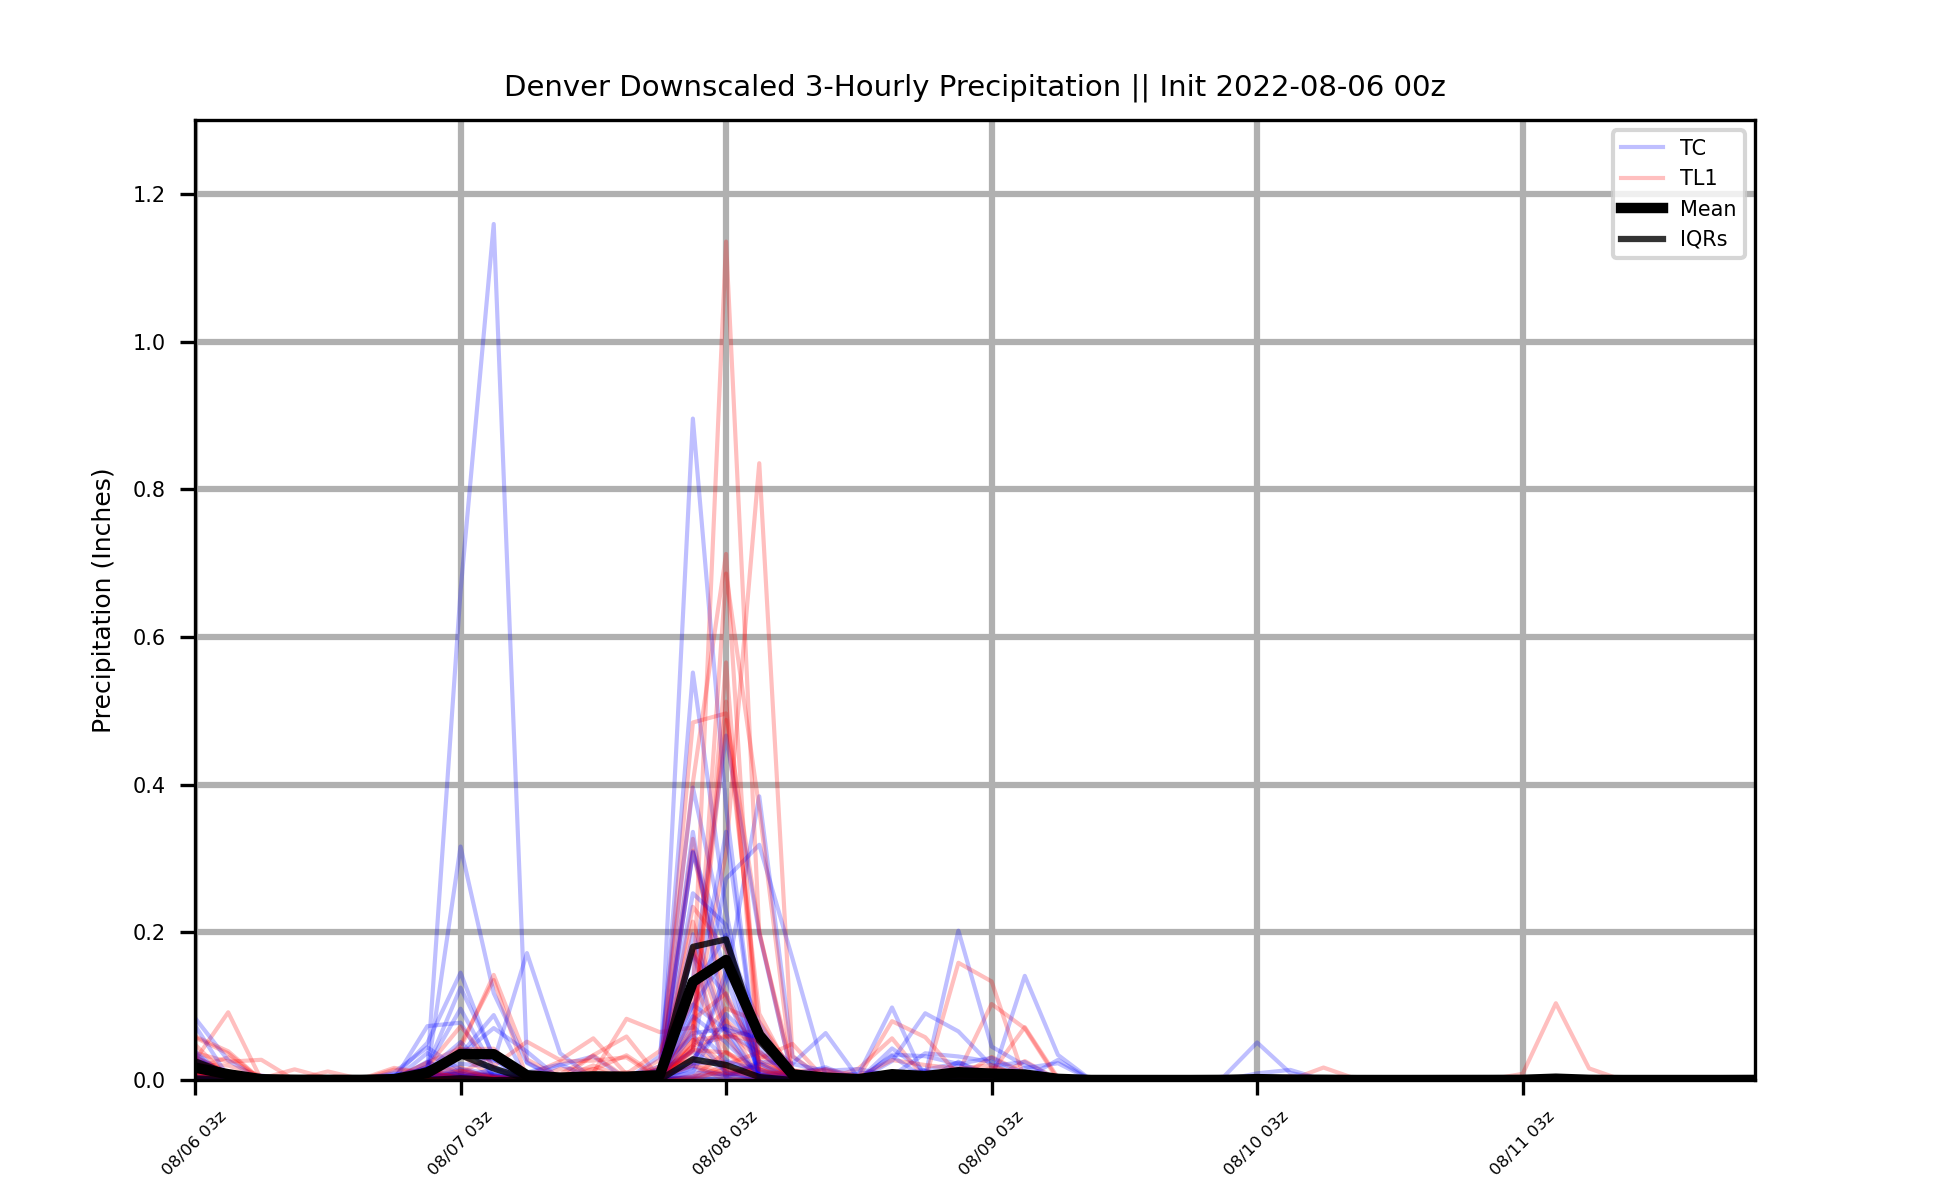 Denver Downscaled 3-Hourly Precipitation || Init 2022-08-06 00z
TC
TL1
Mean
IQRs
Precipitation (Inches)
1.2
1.0
0.8
0.6
0.4
0.2
0.0
08/06 03z
08/07 03z
08/08 03z
08/09 03z
08/10 03z
08/11 03z